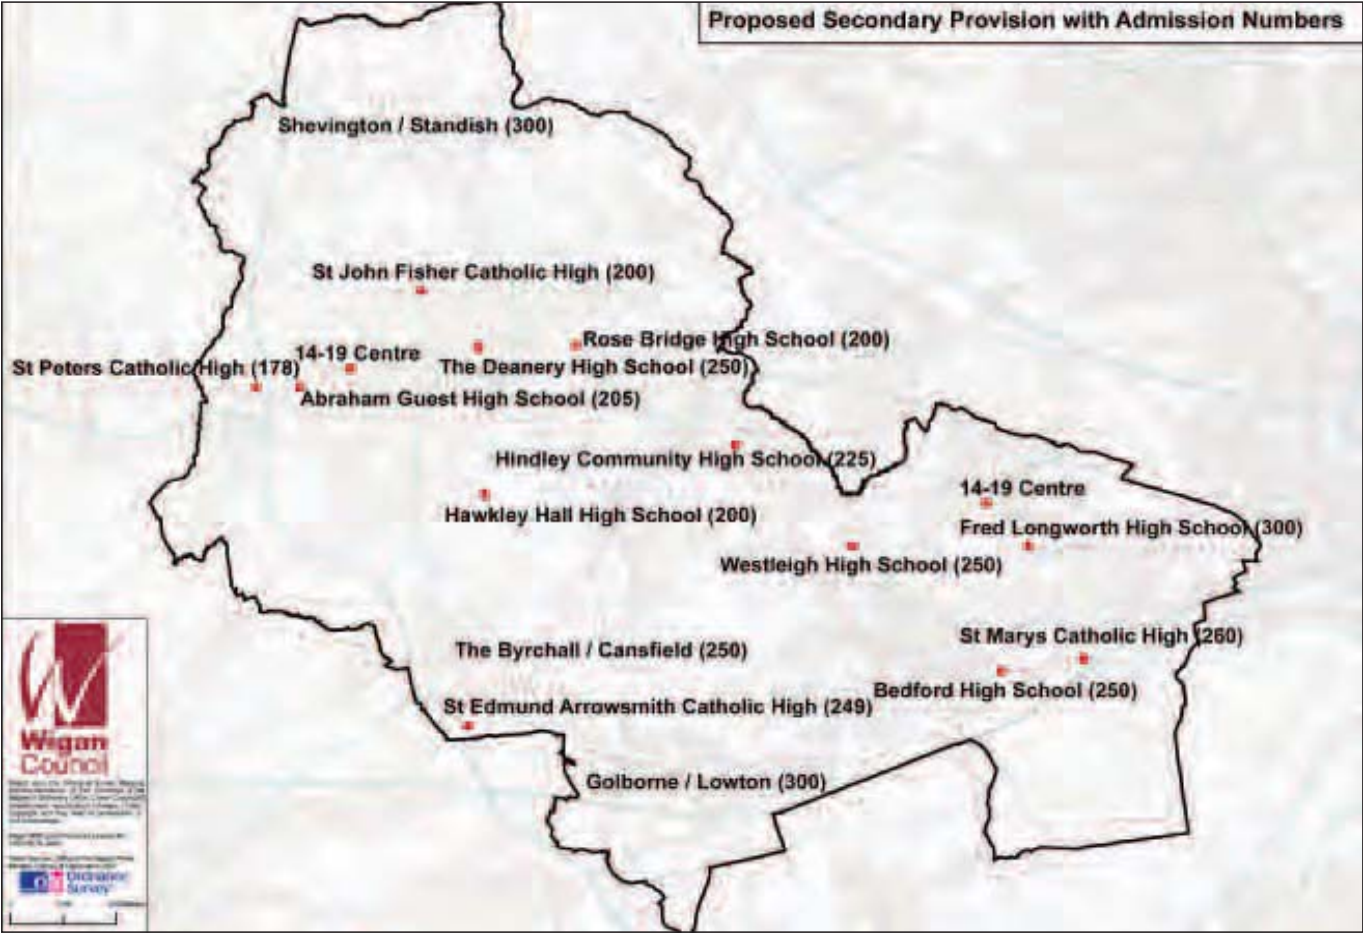 Proposed Secondary Provision with Admission Numbers
Shevington / Standish (300)
St John Fisher Catholic High (200)
Rose Bridge High School (200)
14-19 Centre
St Peters Catholic High (178)
The Deanery High School (250)
Abraham Guest High School (205)
Hindley Community High School (225)
14-19 Centre
Hawkley Hall High School (200)
Fred Longworth High School (300)
Westleigh High School (250)
St Marys Catholic High (260)
The Byrchall / Cansfield (250)
Bedford High School (250)
St Edmund Arrowsmith Catholic High (249)
Golborne / Lowton (300)
Wigan
Council
Ordnance
Survey